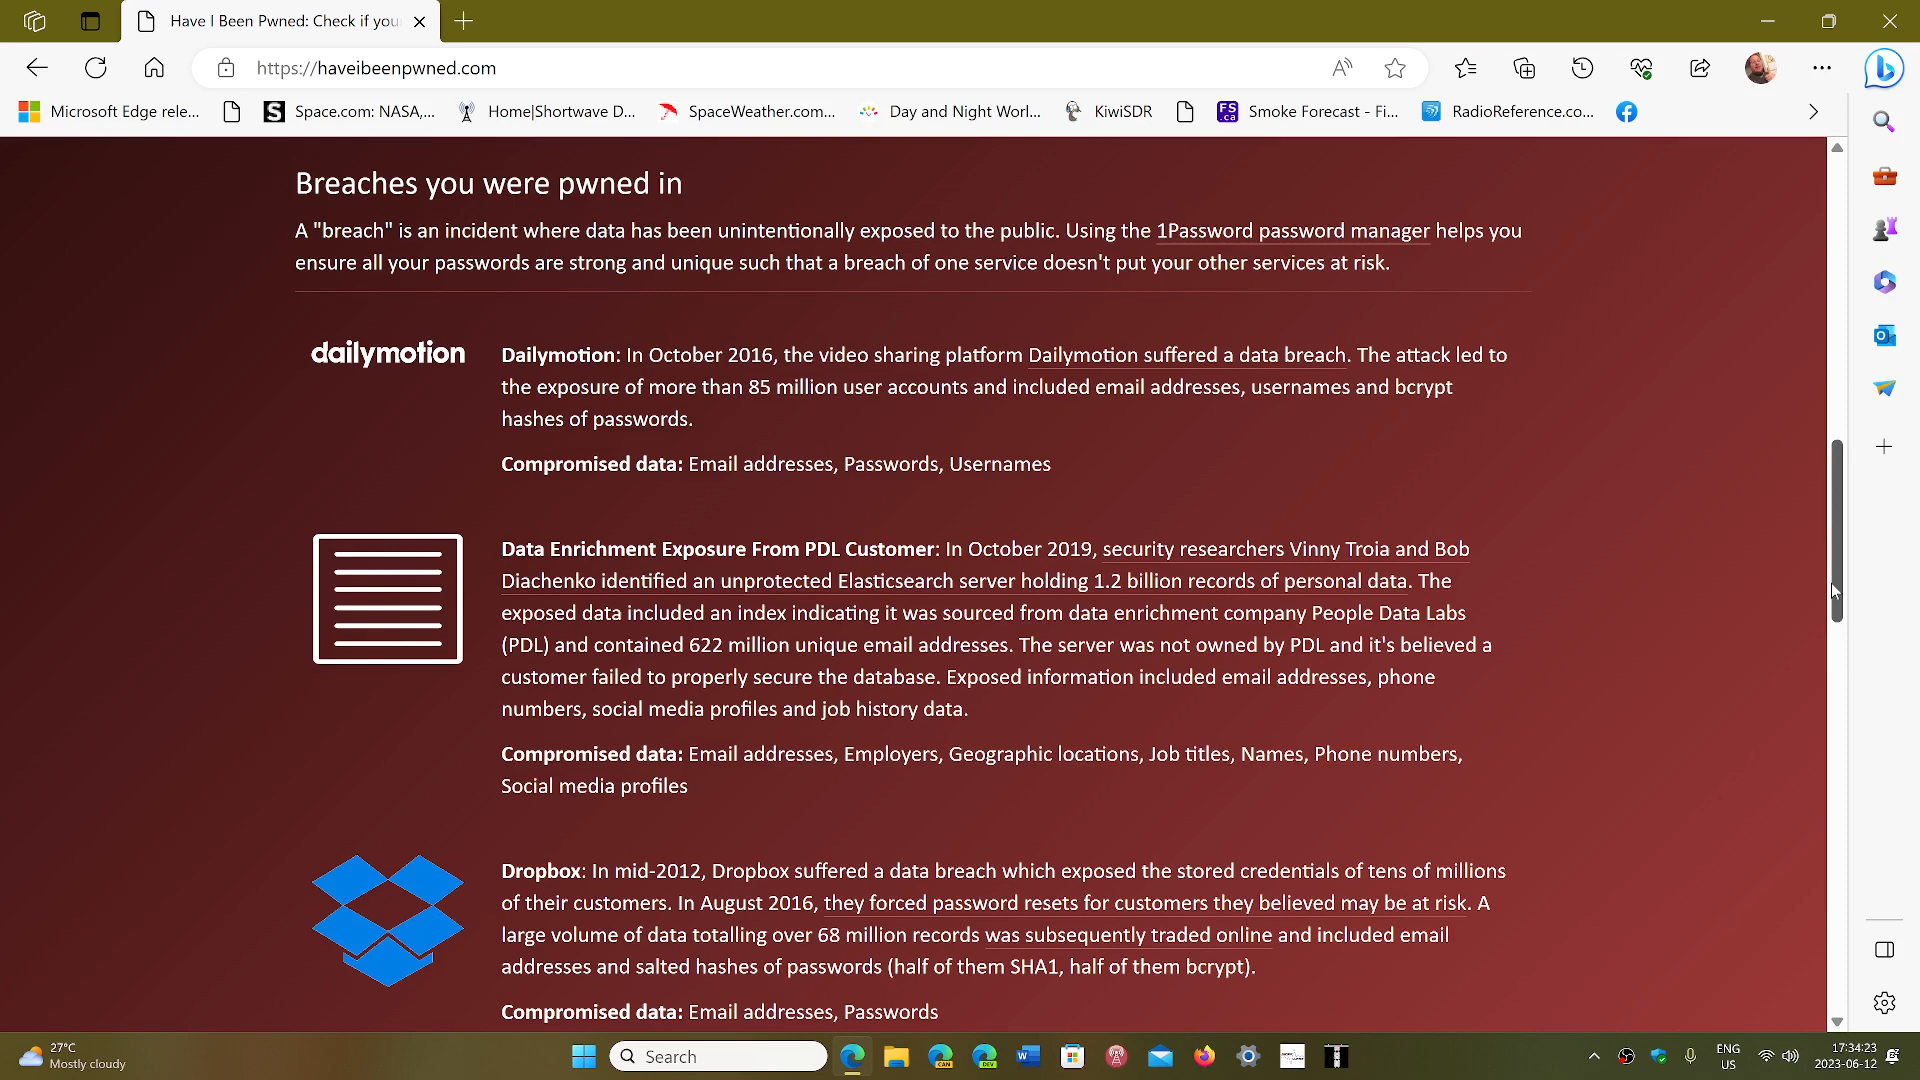 Have I Been Pwned: Check if you
https://haveibeenpwned.com
Microsoft Edge rele...
Space.com: NASA,...
Home|Shortwave D...
SpaceWeather.com...
Day and Night Worl...
KiwiSDR
FS
.ca
Smoke Forecast - Fi...
RadioReference.co...
Breaches you were pwned in
A "breach" is an incident where data has been unintentionally exposed to the public. Using the 1Password password manager helps you
ensure all your passwords are strong and unique such that a breach of one service doesn't put your other services at risk.
dailymotion
Dailymotion: In October 2016, the video sharing platform Dailymotion suffered a data breach. The attack led to
the exposure of more than 85 million user accounts and included email addresses, usernames and bcrypt
hashes of passwords.
Compromised data: Email addresses, Passwords, Usernames
Data Enrichment Exposure From PDL Customer: In October 2019, security researchers Vinny Troia and Bob
Diachenko identified an unprotected Elasticsearch server holding 1.2 billion records of personal data. The
exposed data included an index indicating it was sourced from data enrichment company People Data Labs
(PDL) and contained 622 million unique email addresses. The server was not owned by PDL and it's believed a
customer failed to properly secure the database. Exposed information included email addresses, phone
numbers, social media profiles and job history data.
Compromised data: Email addresses, Employers, Geographic locations, Job titles, Names, Phone numbers,
Social media profiles
Dropbox: In mid-2012, Dropbox suffered a data breach which exposed the stored credentials of tens of millions
of their customers. In August 2016, they forced password resets for customers they believed may be at risk. A
large volume of data totalling over 68 million records was subsequently traded online and included email
addresses and salted hashes of passwords (half of them SHA1, half of them bcrypt).
Compromised data: Email addresses, Passwords
27°C
Mostly cloudy
Search
CAN
DEV
ENG
US
17:34:23
2023-06-12